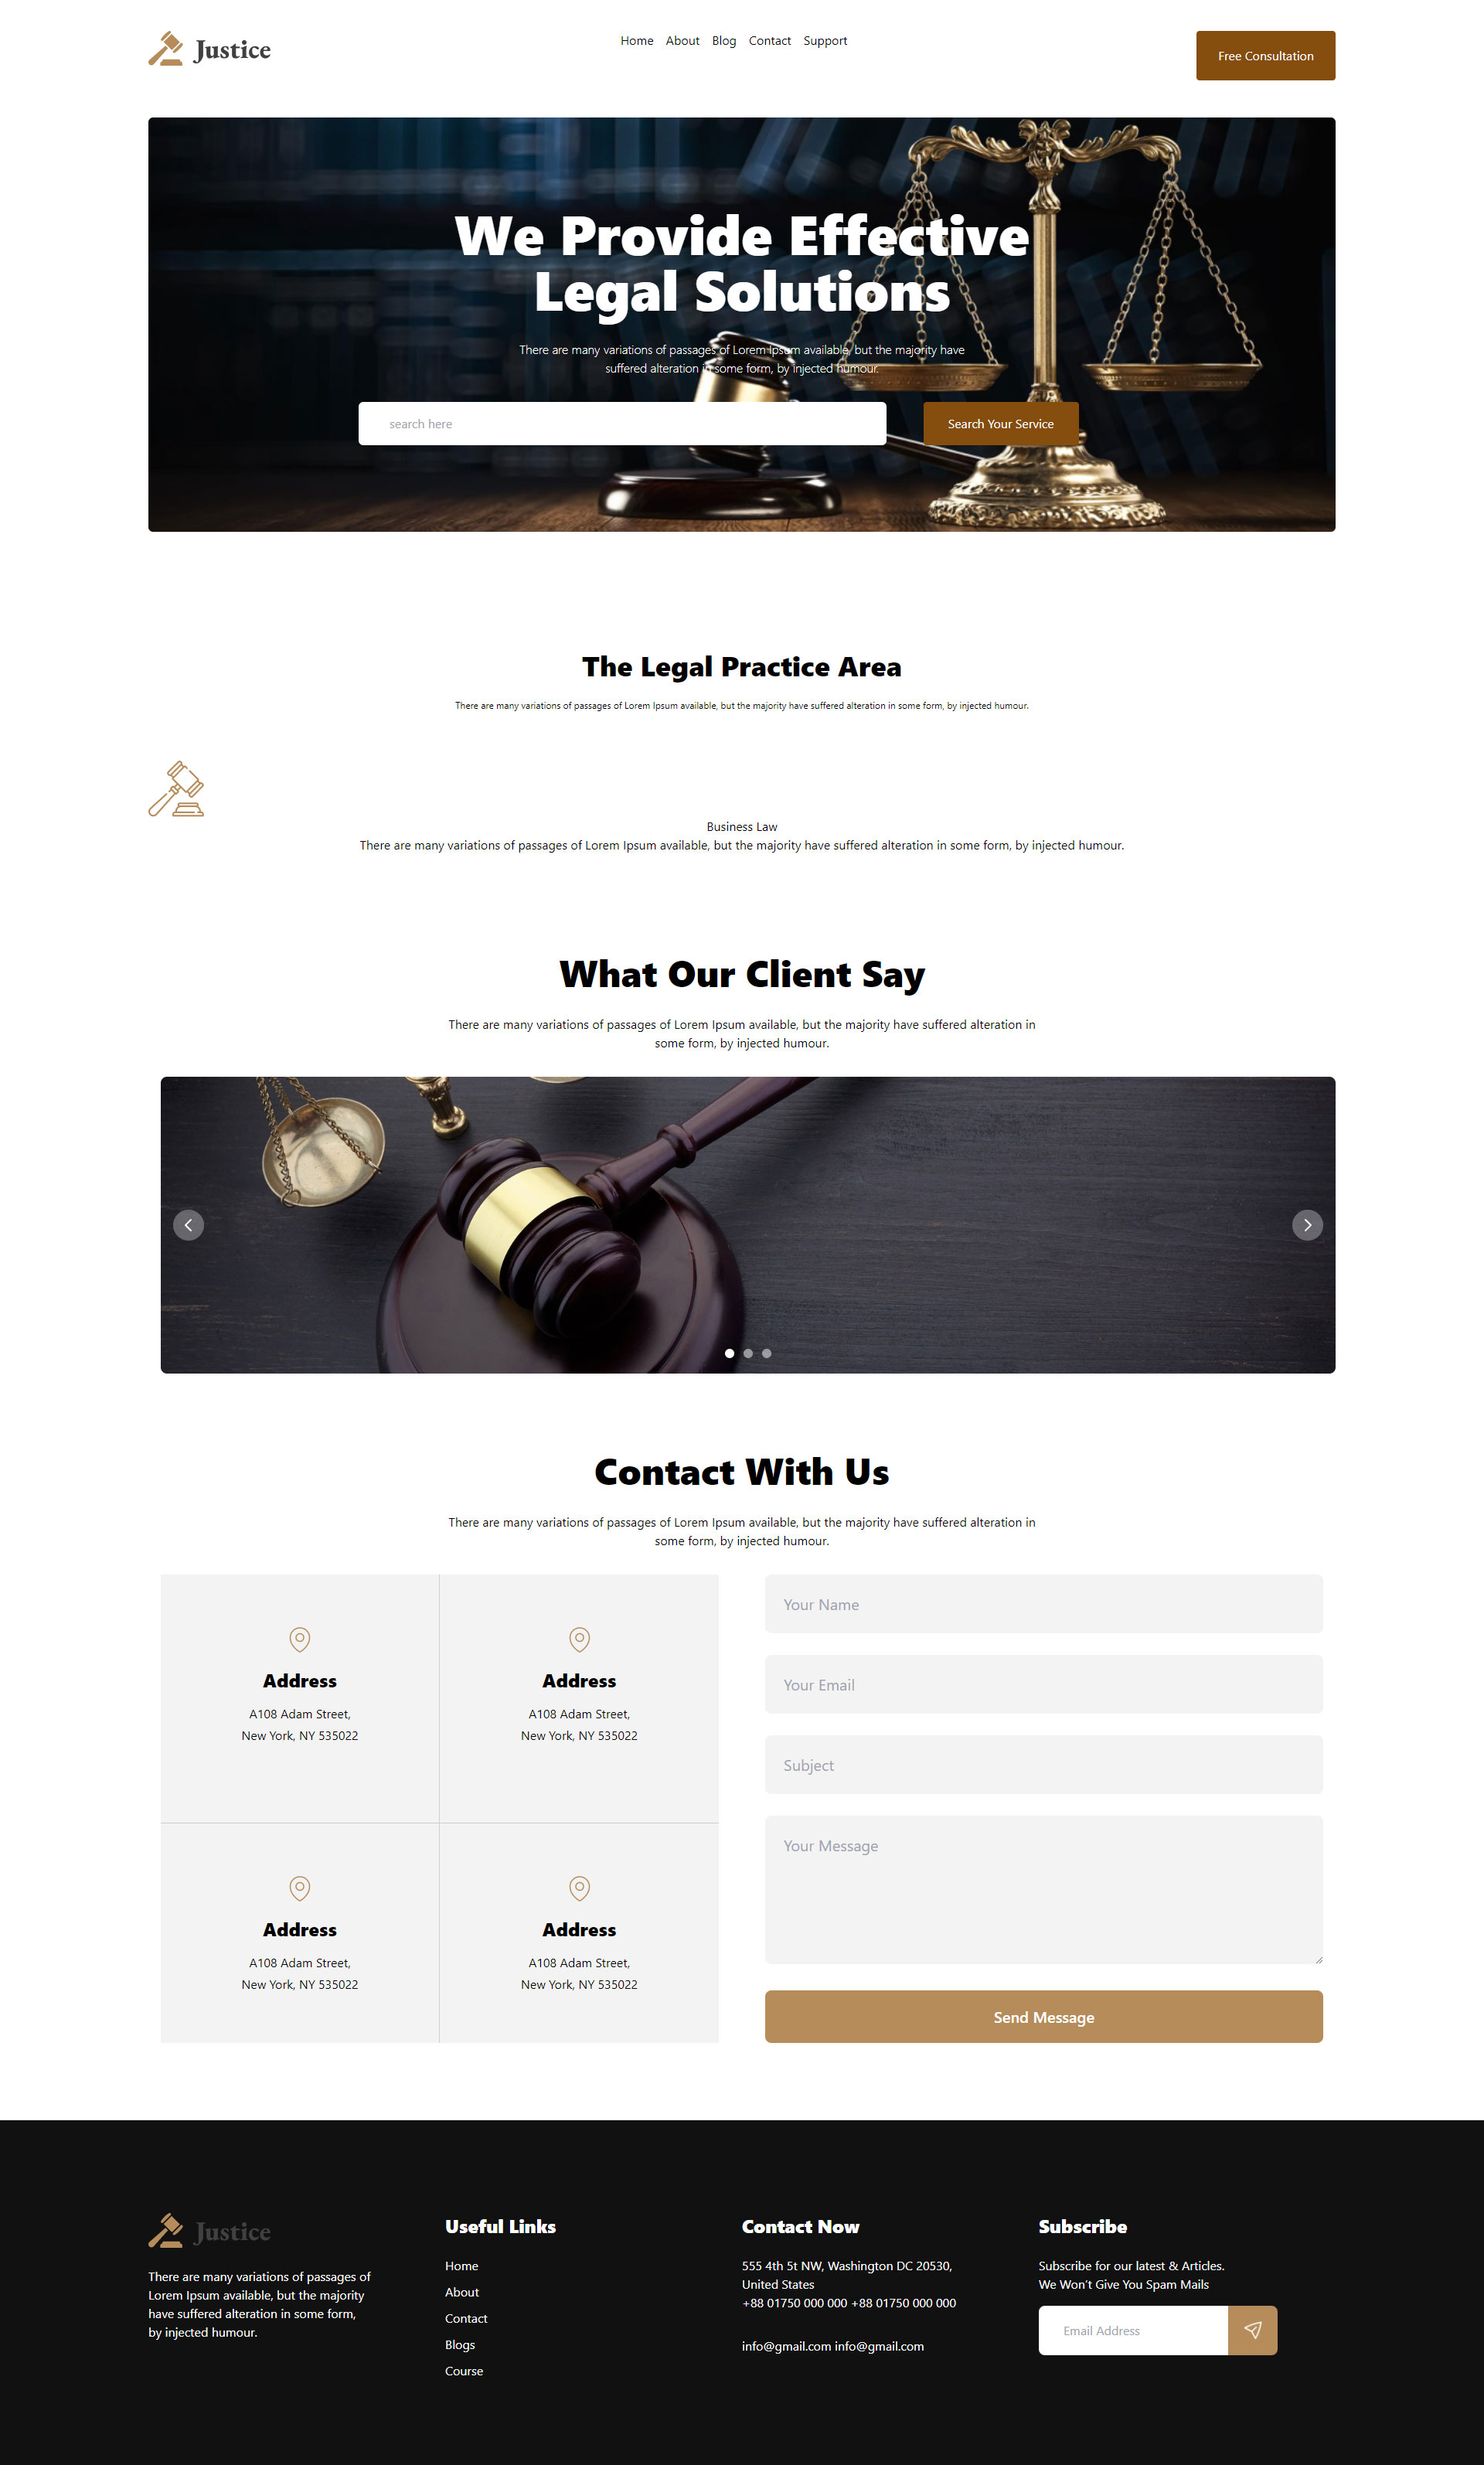 Justice
Home About Blog Contact Support
Free Consultation
We Provide Effective
Legal Solutions
There are many variations of passages of Lorem Ipsum available, but the majority have
suffered alteration in some form, by injected humour.
search here
Search Your Service
The Legal Practice Area
There are many variations of passages of Lorem Ipsum available, but the majority have suffered alteration in some form, by injected humour.
Business Law
There are many variations of passages of Lorem Ipsum available, but the majority have suffered alteration in some form, by injected humour.
What Our Client Say
There are many variations of passages of Lorem Ipsum available, but the majority have suffered alteration in
some form, by injected humour.
Contact With Us
There are many variations of passages of Lorem Ipsum available, but the majority have suffered alteration in
some form, by injected humour.
Address
A108 Adam Street,
New York, NY 535022
Address
A108 Adam Street,
New York, NY 535022
Address
A108 Adam Street,
New York, NY 535022
Address
A108 Adam Street,
New York, NY 535022
Your Name
Your Email
Subject
Your Message
Send Message
Justice
There are many variations of passages of
Lorem Ipsum available, but the majority
have suffered alteration in some form,
by injected humour.
Useful Links
Home
About
Contact
Blogs
Course
Contact Now
555 4th 5t NW, Washington DC 20530,
United States
+88 01750 000 000 +88 01750 000 000
info@gmail.com info@gmail.com
Subscribe
Subscribe for our latest & Articles.
We Won't Give You Spam Mails
Email Address